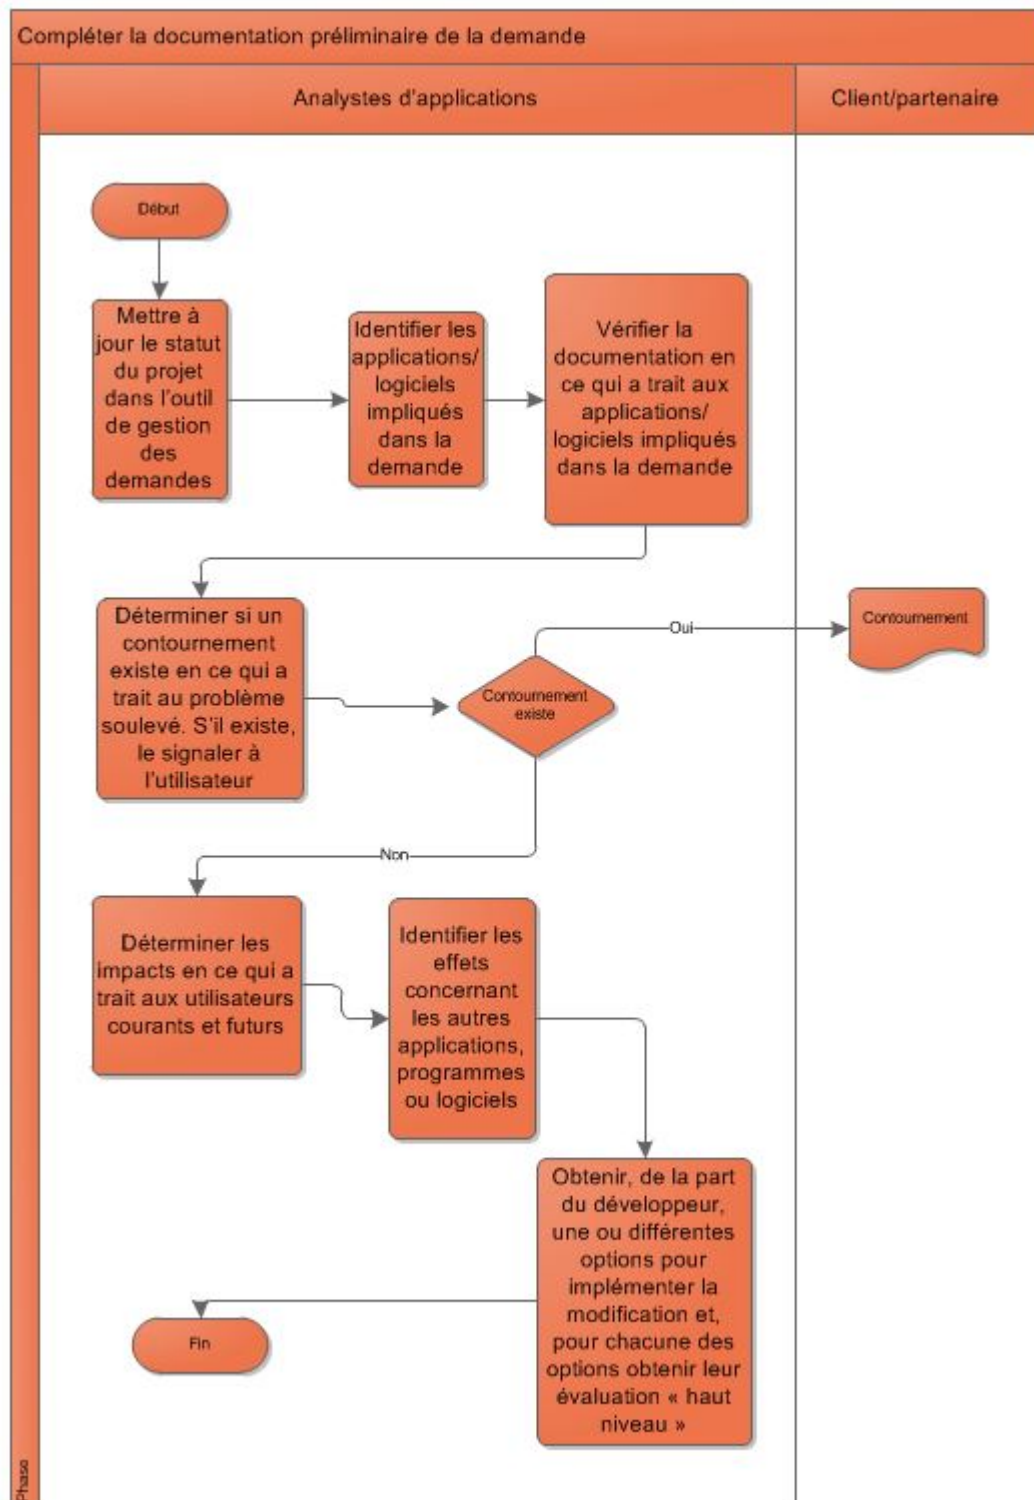 Compléter la documentation préliminaire de la demande
Analystes d'applications
Client/partenaire
Début
Mettre à
jour le statut
du projet
dans l'outil
de gestion
des
demandes
Identifier les
applications/
logiciels
impliqués
dans la
demande
Vérifier la
documentation en
ce qui a trait aux
applications/
logiciels impliqués
dans la demande
Déterminer si un
contournement
existe en ce qui a
trait au problème
soulevé. S'il existe,
le signaler à
l'utilisateur
Contournement
existe
Oui
Contournement
Non
Déterminer les
impacts en ce qui a
trait aux utilisateurs
courants et futurs
Identifier les
effets
concernant
les autres
applications,
programmes
ou logiciels
Obtenir, de la part
du développeur,
une ou différentes
options pour
implémenter la
modification et,
pour chacune des
options obtenir leur
évaluation « haut
niveau »
Fin
Phase